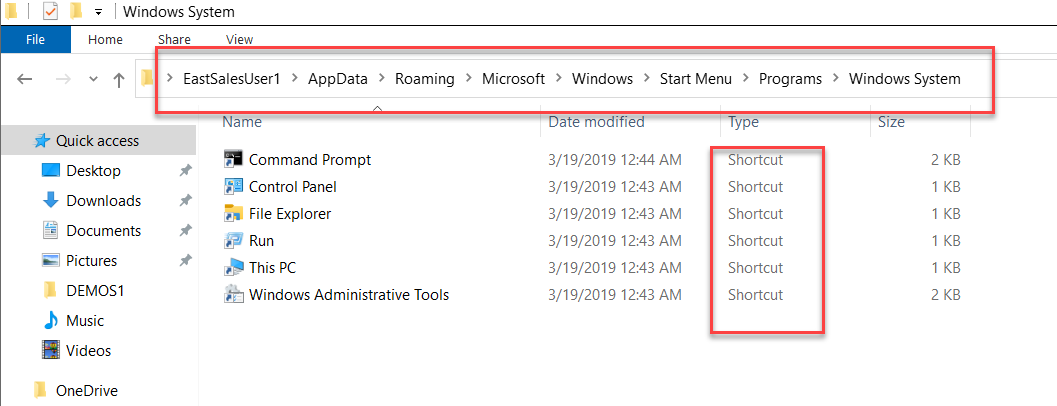 Windows System
File Home Share View
EastSalesUser1 AppData Roaming Microsoft Windows Start Menu Programs Windows System
Name Date modified Type Size
Quick access
Desktop
Downloads
Documents
Pictures
DEMOS1
Music
Videos
OneDrive
Command Prompt 3/19/2019 12:44 AM Shortcut 2 KB
Control Panel 3/19/2019 12:43 AM Shortcut 1 KB
File Explorer 3/19/2019 12:43 AM Shortcut 1 KB
Run 3/19/2019 12:43 AM Shortcut 1 KB
This PC 3/19/2019 12:43 AM Shortcut 1 KB
Windows Administrative Tools 3/19/2019 12:43 AM Shortcut 2 KB